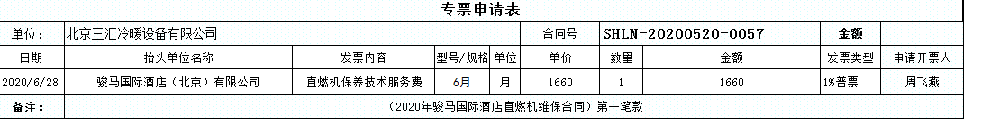 专票申请表
单位： 北京三汇冷暖设备有限公司 合同号 SHLN-20200520-0057 金额
日期 抬头单位名称 发票内容 型号/规格 单位 单价 数量 金额 发票类型 申请开票人
2020/6/28 骏马国际酒店（北京）有限公司 直燃机保养技术服务费 6月 月 1660 1 1660 1%普票 周飞燕
备注： （2020年骏马国际酒店直燃机维保合同）第一笔款